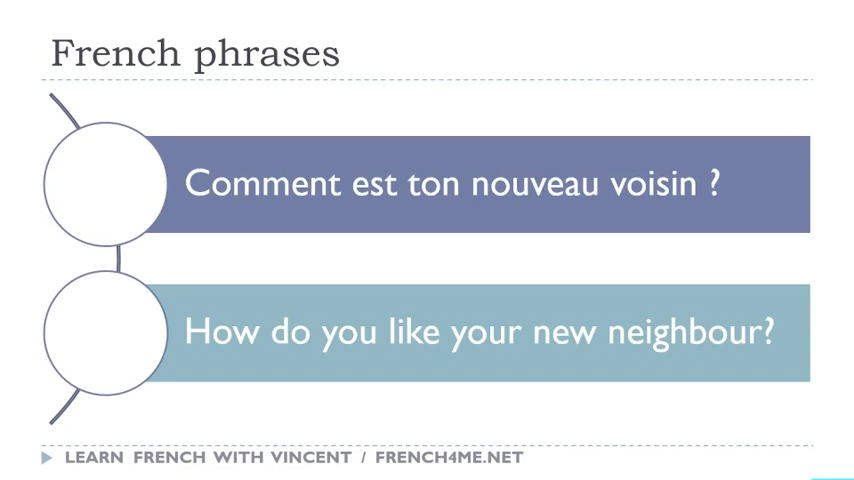 French phrases
Comment est ton nouveau voisin ?
How do you like your new neighbour?
LEARN FRENCH WITH VINCENT / FRENCH4ME.NET